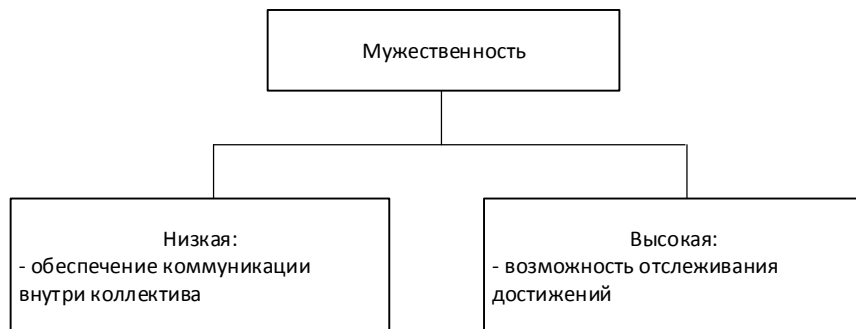 Мужественность
Низкая:
- обеспечение коммуникации
внутри коллектива
Высокая:
- возможность отслеживания
достижений